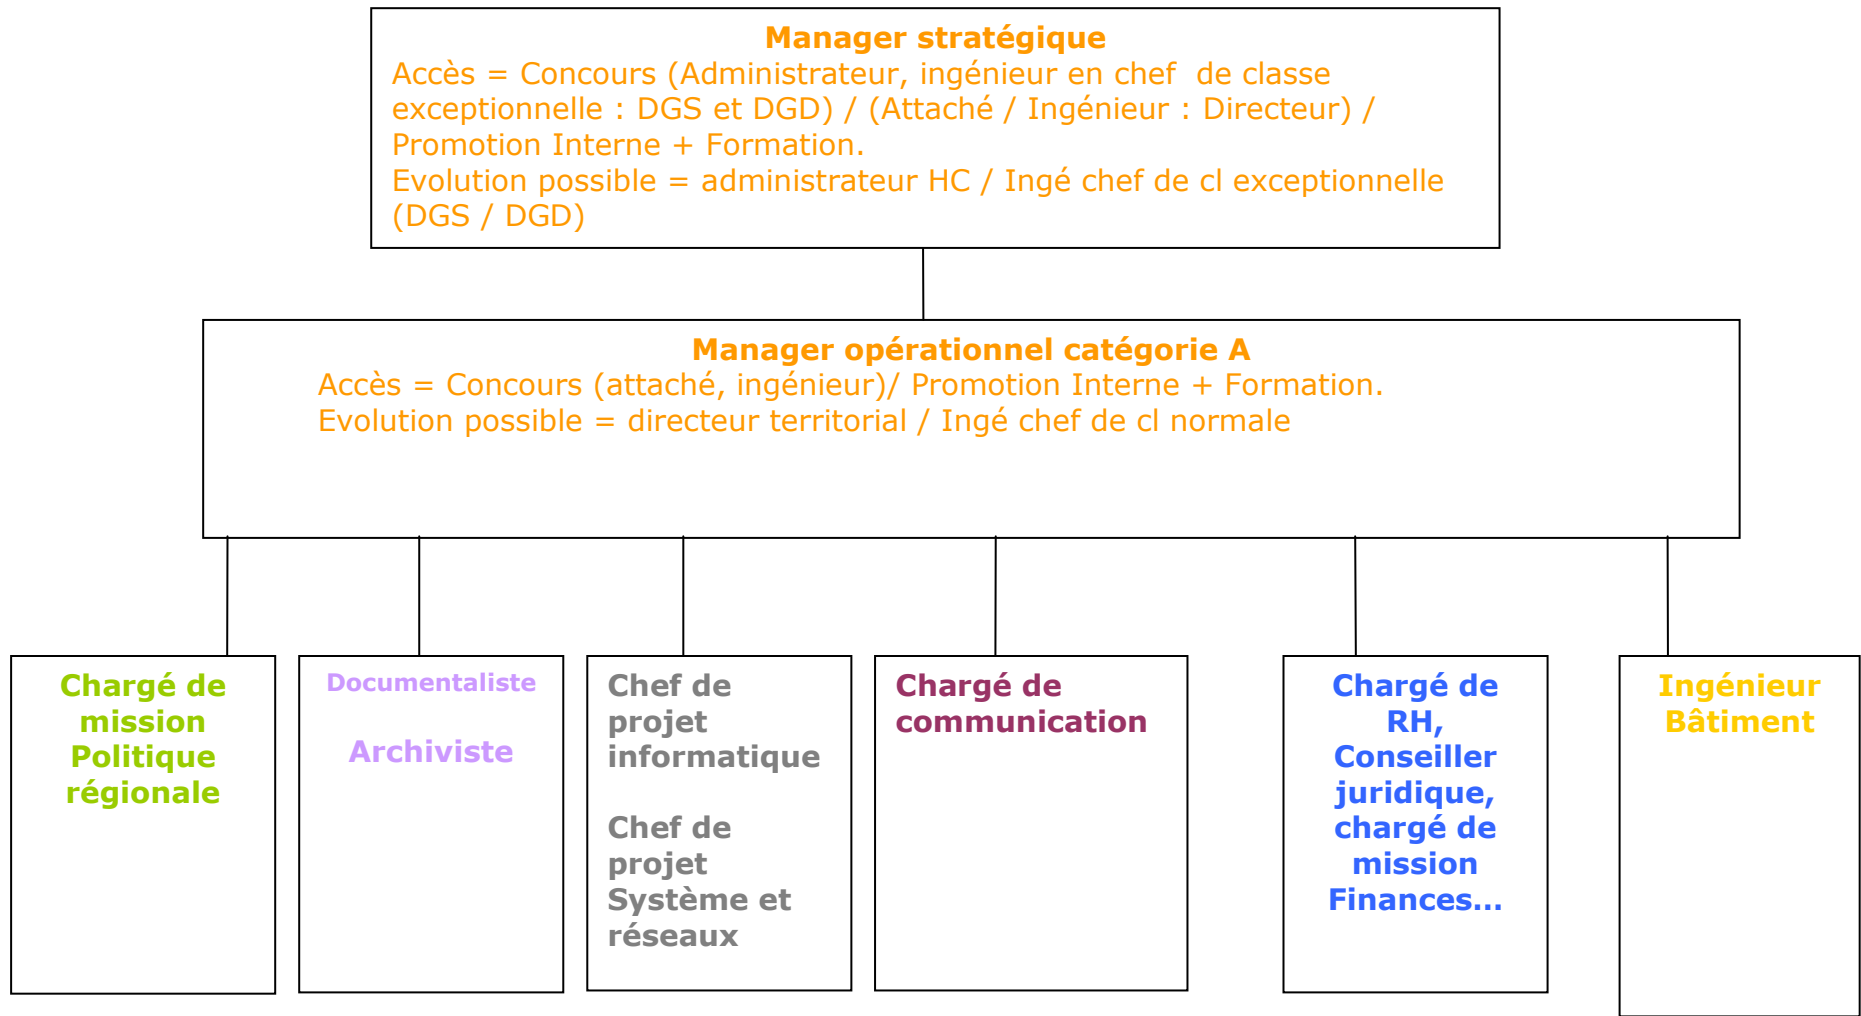 Manager stratégique
Accès = Concours (Administrateur, ingénieur en chef  de classe
exceptionnelle : DGS et DGD) / (Attaché / Ingénieur : Directeur) /
Promotion Interne + Formation.
Evolution possible = administrateur HC / Ingé chef de cl exceptionnelle
(DGS / DGD)
Manager opérationnel catégorie A
Accès = Concours (attaché, ingénieur)/ Promotion Interne + Formation.
Evolution possible = directeur territorial / Ingé chef de cl normale
Chargé de
mission
Politique
régionale
Documentaliste
Archiviste
Chef de
projet
informatique
Chef de
projet
Système et
réseaux
Chargé de
communication
Chargé de
RH,
Conseiller
juridique,
chargé de
mission
Finances…
Ingénieur
Bâtiment